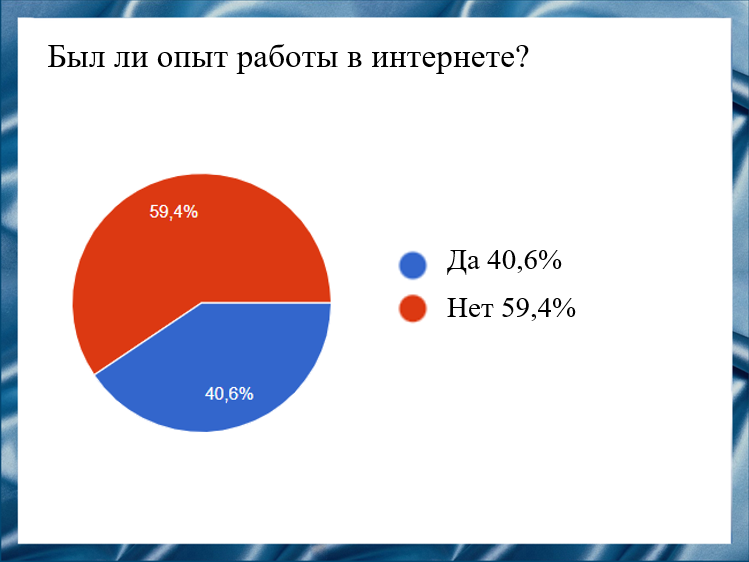 Был ли опыт работы в интернете?
59,4%
40,6%
Да 40,6%
Нет 59,4%